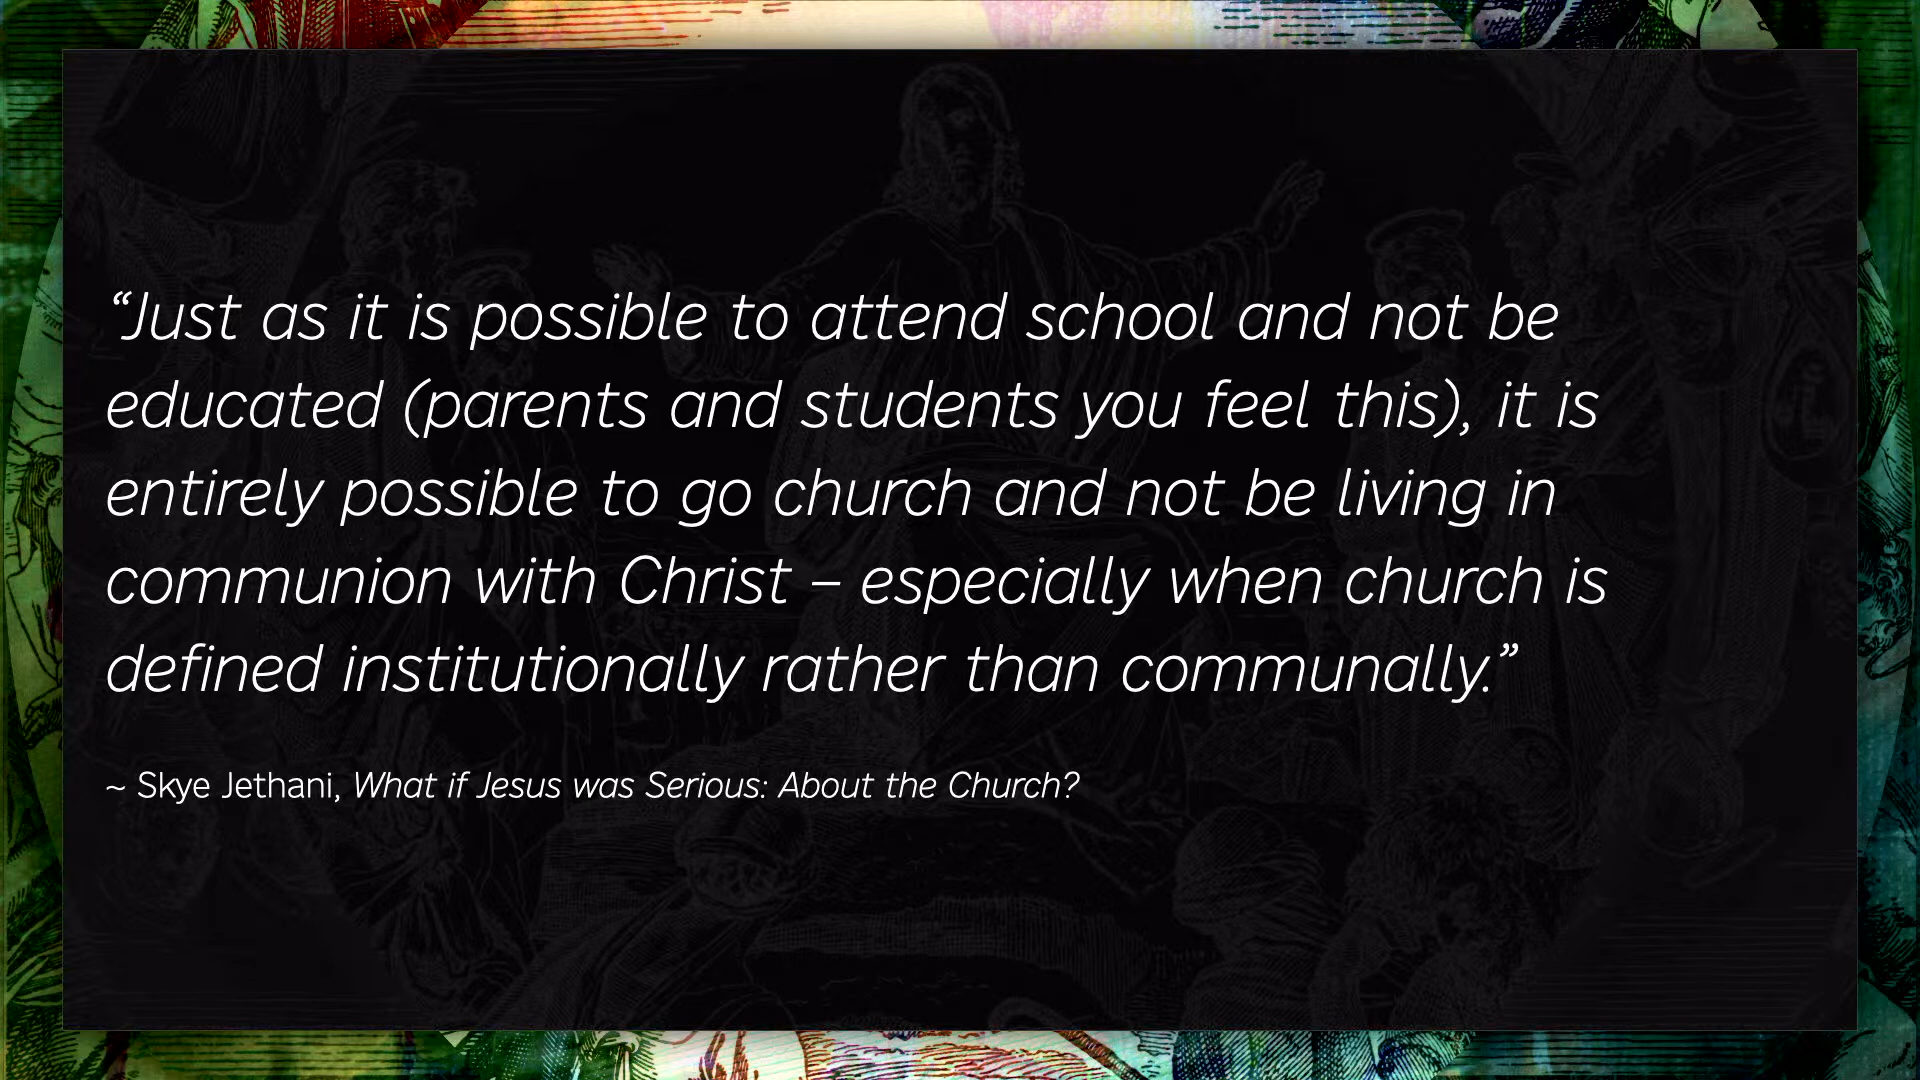 “Just as it is possible to attend school and not be
educated (parents and students you feel this), it is
entirely possible to go church and not be living in
communion with Christ – especially when church is
defined institutionally rather than communally.”
~ Skye Jethani, What if Jesus was Serious: About the Church?